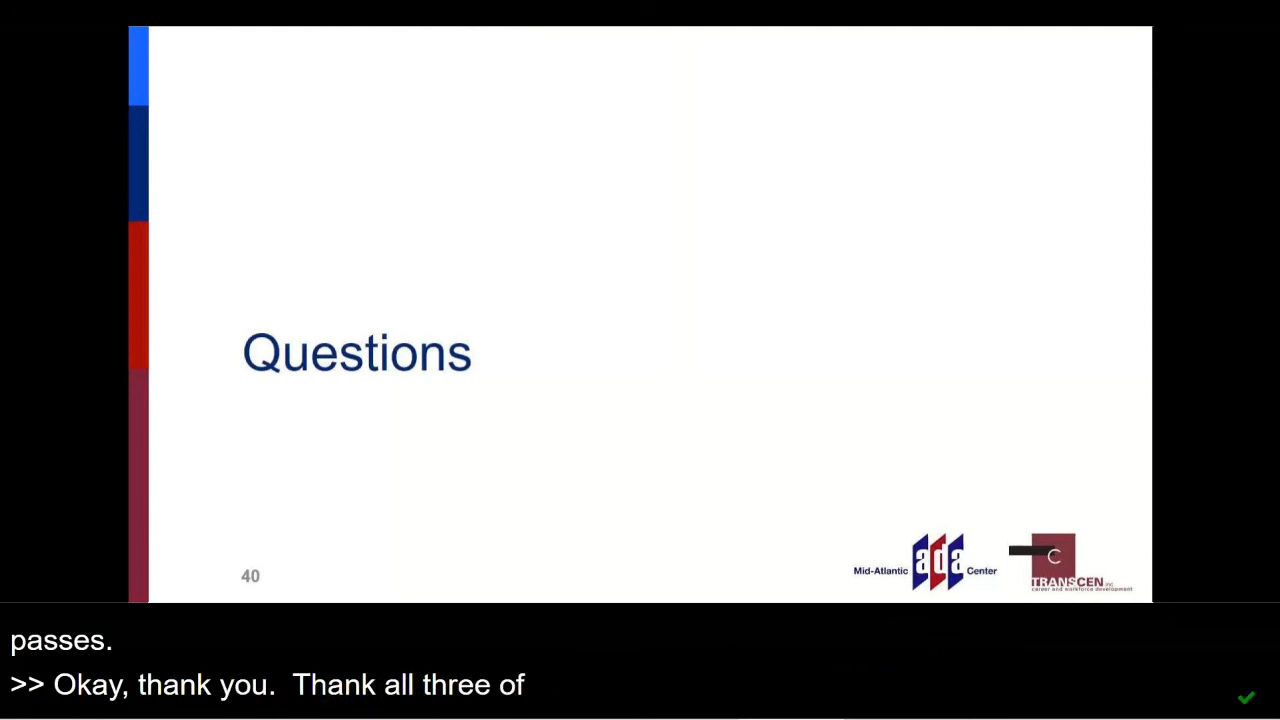 Questions
40
Mid-Atlantic ada Center
C
TRANSCEN inc
career and workforce development
passes.
>> Okay, thank you.  Thank all three of